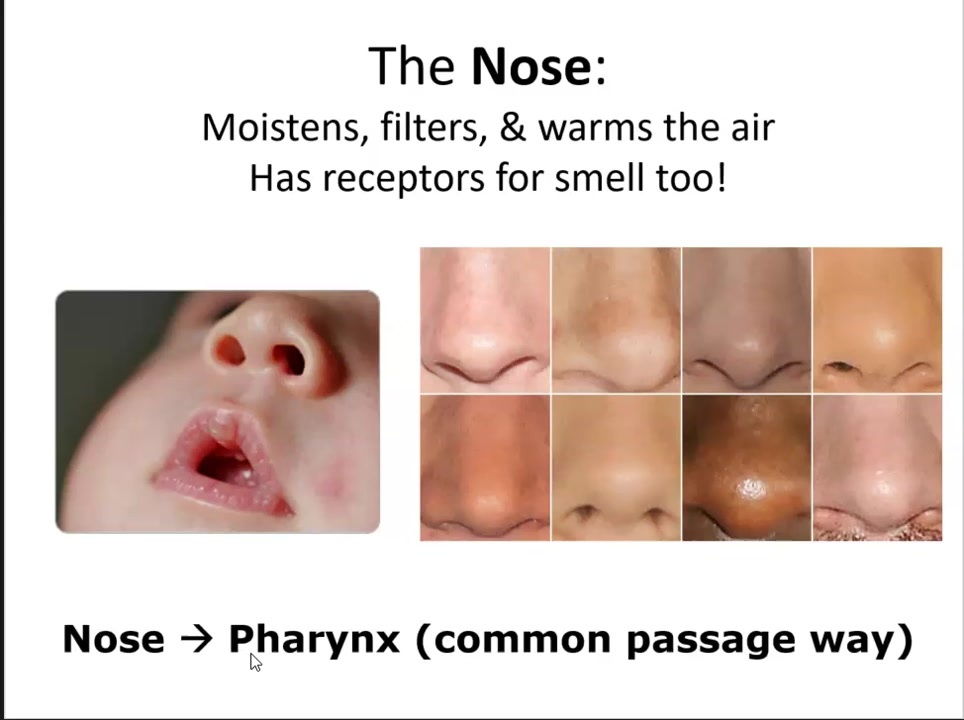 The Nose:
Moistens, filters, & warms the air
Has receptors for smell too!
Nose → Pharynx (common passage way)